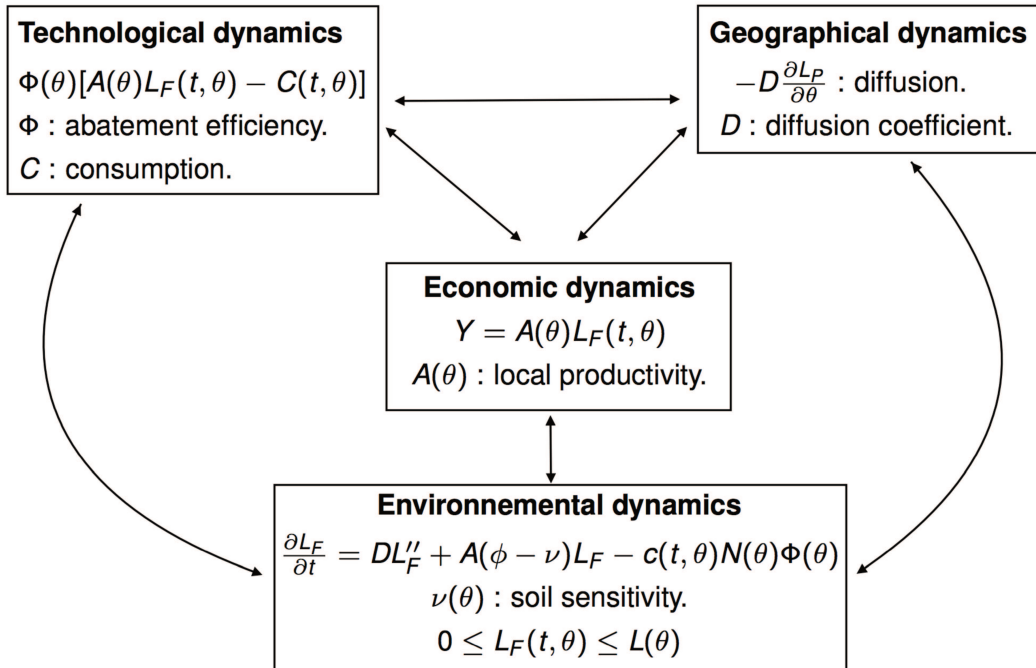 Technological dynamics
Φ(θ)[A(θ)L_F(t, θ) − C(t, θ)]
Φ : abatement efficiency.
C : consumption.
Geographical dynamics
−D ∂L_P/∂θ : diffusion.
D : diffusion coefficient.
Economic dynamics
Y = A(θ)L_F(t, θ)
A(θ) : local productivity.
Environnemental dynamics
∂L_F/∂t = DL''_F + A(ϕ − ν)L_F − c(t, θ)N(θ)Φ(θ)
ν(θ) : soil sensitivity.
0 ≤ L_F(t, θ) ≤ L(θ)